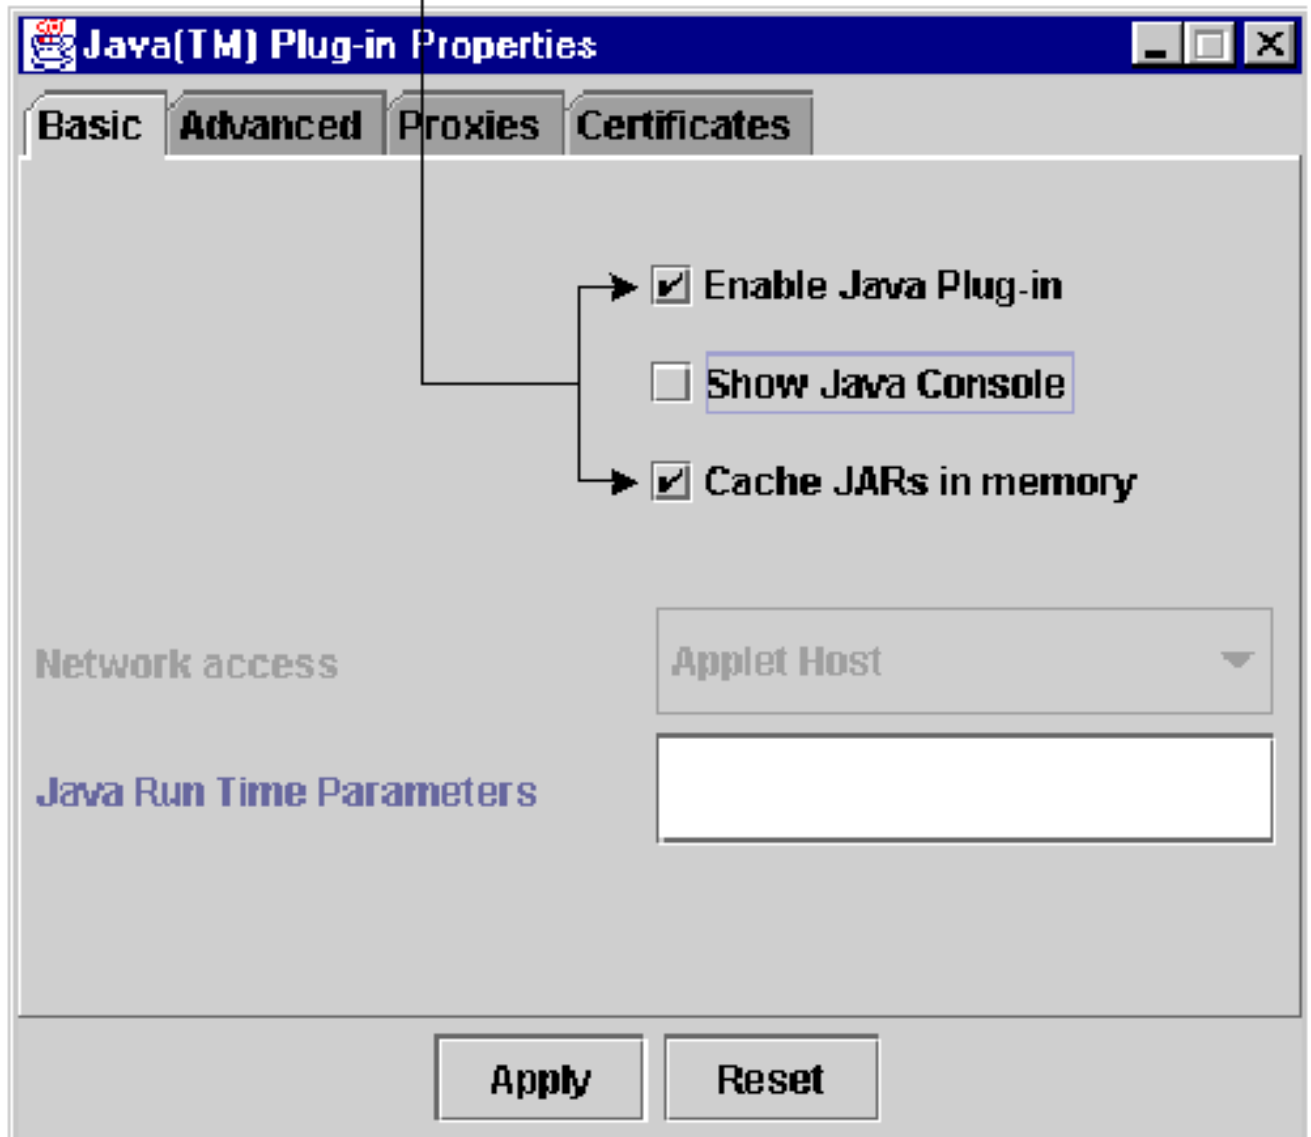 Java(TM) Plug-in Properties
Basic Advanced Proxies Certificates
Enable Java Plug-in
Show Java Console
Cache JARs in memory
Network access Applet Host
Java Run Time Parameters
Apply Reset